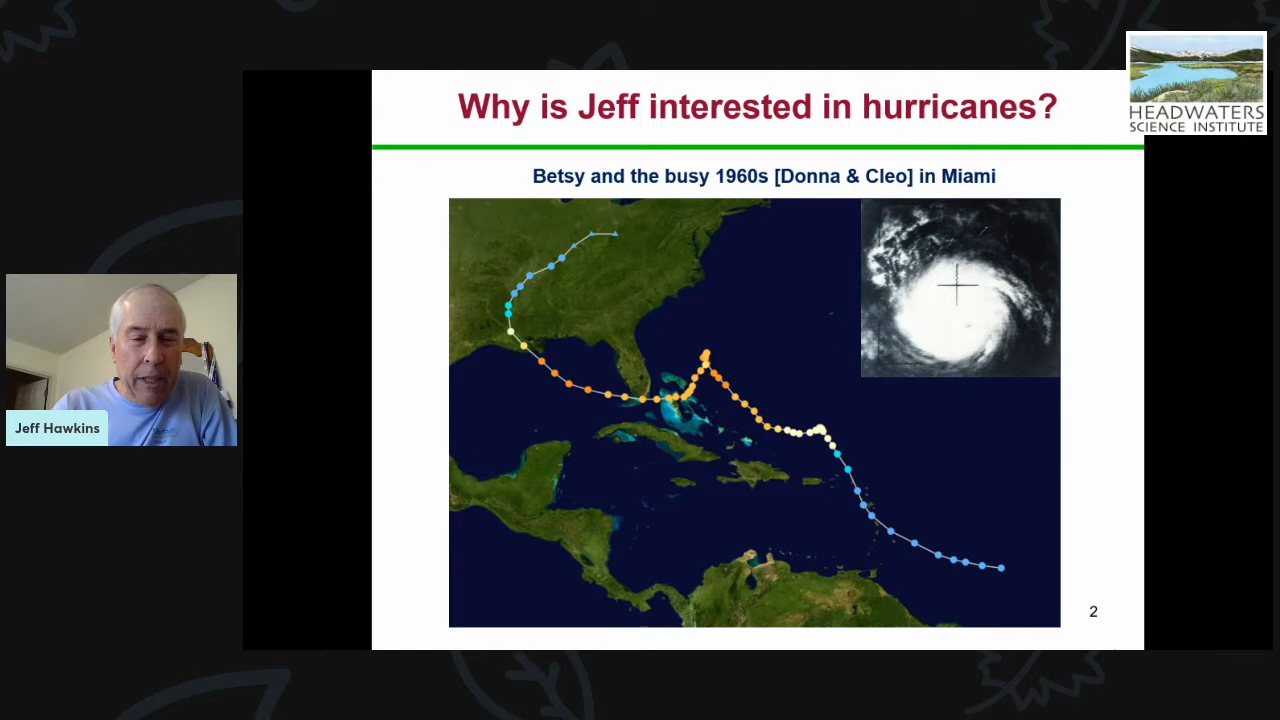 Why is Jeff interested in hurricanes?
HEADWATERS
SCIENCE INSTITUTE
Betsy and the busy 1960s [Donna & Cleo] in Miami
Jeff Hawkins
2